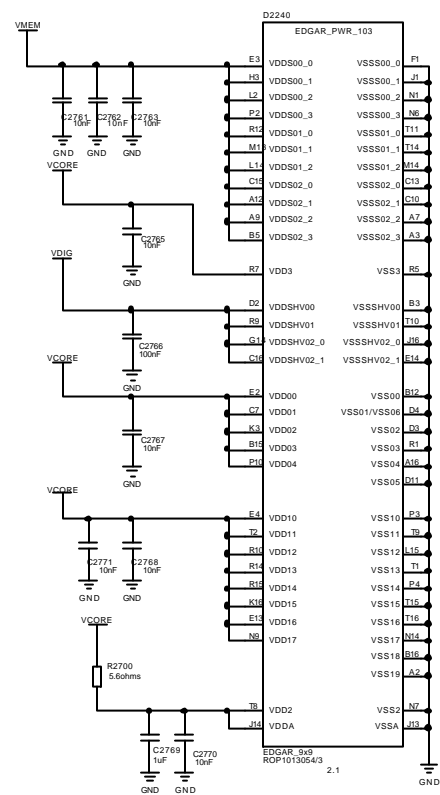 D2240
EDGAR_PWR_103
VMEM
E3 VDDS00_0 VSSS00_0 F1
H3 VDDS00_1 VSSS00_1 J1
L2 VDDS00_2 VSSS00_2 N1
P2 VDDS00_3 VSSS00_3 N6
R12 VDDS01_0 VSSS01_0 T11
M13 VDDS01_1 VSSS01_1 T14
L14 VDDS01_2 VSSS01_2 M14
C15 VDDS02_0 VSSS02_0 C13
A12 VDDS02_1 VSSS02_1 C10
A9 VDDS02_2 VSSS02_2 A7
B5 VDDS02_3 VSSS02_3 A3
C2761 C2762 C2763
10nF 10nF 10nF
GND GND GND
VCORE
C2765
10nF
GND
R7 VDD3 VSS3 R5
VDIG
D2 VDDSHV00 VSSSHV00 B3
R9 VDDSHV01 VSSSHV01 T10
G14 VDDSHV02_0 VSSSHV02_0 J16
C16 VDDSHV02_1 VSSSHV02_1 E14
C2766
100nF
GND
VCORE
E2 VDD00 VSS00 B12
C7 VDD01 VSS01/VSS06 D4
K3 VDD02 VSS02 D3
B15 VDD03 VSS03 R1
P10 VDD04 VSS04 A16
VSS05 D11
C2767
10nF
GND
VCORE
E4 VDD10 VSS10 P3
T2 VDD11 VSS11 T9
R10 VDD12 VSS12 L15
R14 VDD13 VSS13 T1
R15 VDD14 VSS14 P4
K16 VDD15 VSS15 T15
E13 VDD16 VSS16 T16
N9 VDD17 VSS17 N14
VSS18 B16
VSS19 A2
C2771 C2768
10nF 10nF
GND GND
VCORE
R2700
5.6ohms
T8 VDD2 VSS2 N7
J14 VDDA VSSA J13
C2769 C2770
1uF 10nF
GND GND GND
EDGAR_9x9
ROP1013054/3
2.1